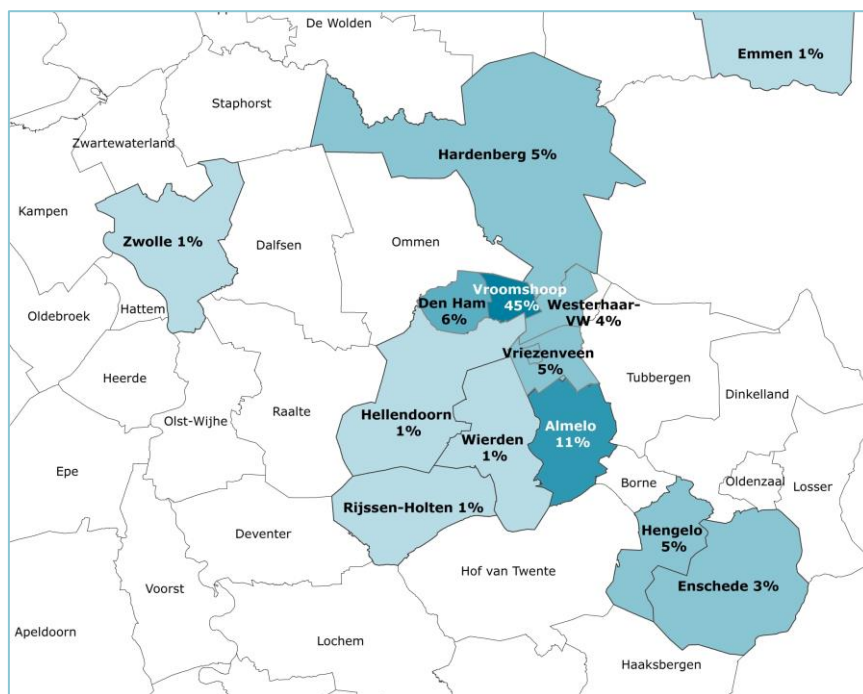 De Wolden
Emmen 1%
Staphorst
Zwartewaterland
Hardenberg 5%
Kampen
Zwolle 1%
Dalfsen
Ommen
Vroomshoop
45%
Den Ham
6%
Westerhaar-
VW 4%
Oldebroek
Hattem
Vriezenveen
5%
Heerde
Tubbergen
Dinkelland
Olst-Wijhe
Raalte
Hellendoorn
1%
Wierden
1%
Almelo
11%
Epe
Borne
Oldenzaal
Losser
Rijssen-Holten 1%
Deventer
Hengelo
5%
Voorst
Hof van Twente
Enschede 3%
Apeldoorn
Lochem
Haaksbergen